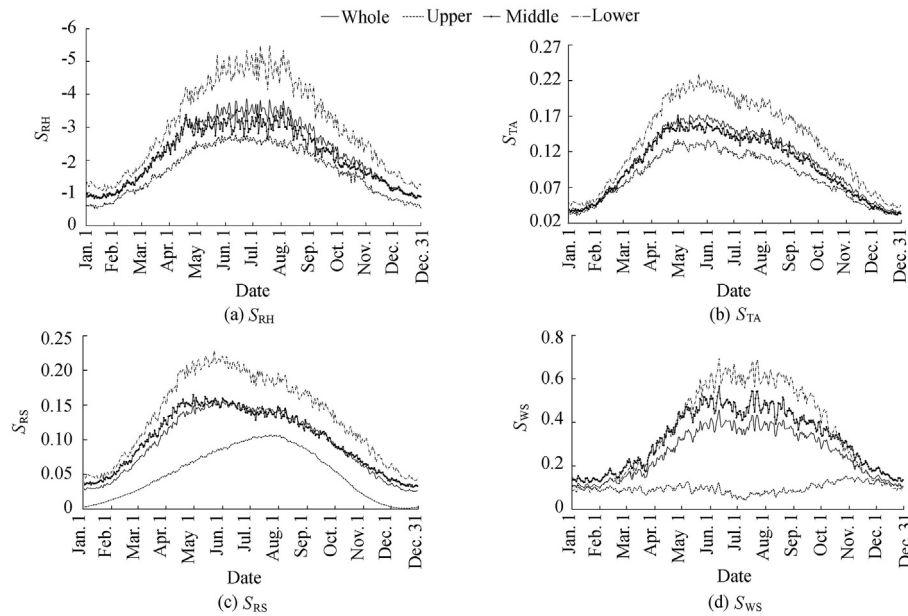 Whole Upper Middle Lower
-6
-5
-4
-3
-2
-1
0
S_RH
Jan. 1
Feb. 1
Mar. 1
Apr. 1
May 1
Jun. 1
Jul. 1
Aug. 1
Sep. 1
Oct. 1
Nov. 1
Dec. 1
Dec. 31
Date
(a) S_RH
0.27
0.22
0.17
0.12
0.07
0.02
S_TA
Jan. 1
Feb. 1
Mar. 1
Apr. 1
May 1
Jun. 1
Jul. 1
Aug. 1
Sep. 1
Oct. 1
Nov. 1
Dec. 1
Dec. 31
Date
(b) S_TA
0.25
0.20
0.15
0.10
0.05
0
S_RS
Jan. 1
Feb. 1
Mar. 1
Apr. 1
May 1
Jun. 1
Jul. 1
Aug. 1
Sep. 1
Oct. 1
Nov. 1
Dec. 1
Dec. 31
Date
(c) S_RS
0.8
0.6
0.4
0.2
0
S_WS
Jan. 1
Feb. 1
Mar. 1
Apr. 1
May 1
Jun. 1
Jul. 1
Aug. 1
Sep. 1
Oct. 1
Nov. 1
Dec. 1
Dec. 31
Date
(d) S_WS